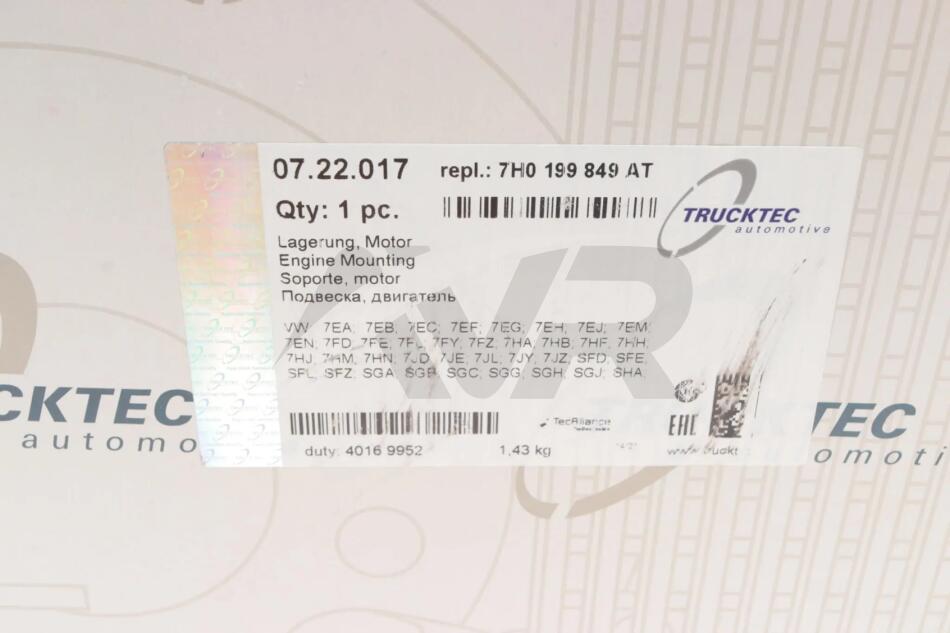 07.22.017 repl.: 7H0 199 849 AT
Qty: 1 pc.
TRUCKTEC
automotive
Lagerung, Motor
Engine Mounting
Soporte, motor
Подвеска, двигатель
VW, 7EA; 7EB; 7EC; 7EF; 7EG; 7EH; 7EJ; 7EM;
7EN; 7FD; 7FE; 7FL; 7FY; 7FZ; 7HA; 7HB; 7HF; 7HH;
7HJ; 7HM; 7HN; 7JD; 7JE; 7JL; 7JY; 7JZ; SFD; SFE;
SFL; SFZ; SGA; SGB; SGC; SGG; SGH; SGJ; SHA;
MR
TecAlliance
EAC
duty: 4016 9952 1,43 kg
CKTEC
automo
TEC
omoti